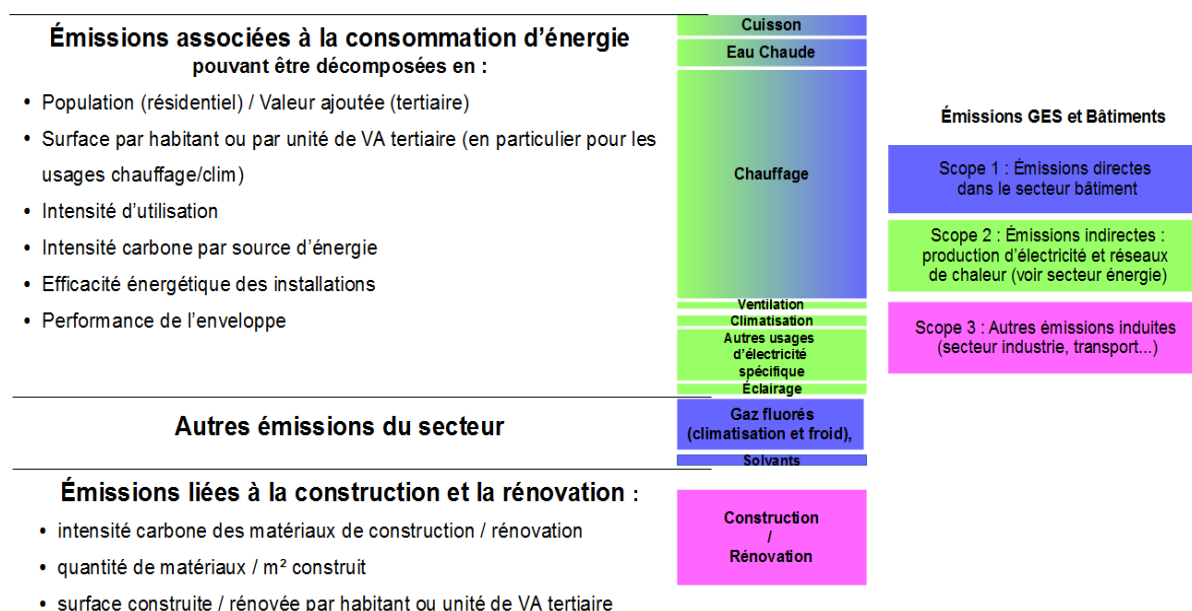 Émissions associées à la consommation d’énergie
pouvant être décomposées en :
• Population (résidentiel) / Valeur ajoutée (tertiaire)
• Surface par habitant ou par unité de VA tertiaire (en particulier pour les
usages chauffage/clim)
• Intensité d’utilisation
• Intensité carbone par source d’énergie
• Efficacité énergétique des installations
• Performance de l’enveloppe
Autres émissions du secteur
Émissions liées à la construction et la rénovation :
• intensité carbone des matériaux de construction / rénovation
• quantité de matériaux / m² construit
• surface construite / rénovée par habitant ou unité de VA tertiaire
Cuisson
Eau Chaude
Chauffage
Ventilation
Climatisation
Autres usages
d’électricité
spécifique
Éclairage
Gaz fluorés
(climatisation et froid),
Solvants
Construction
/
Rénovation
Émissions GES et Bâtiments
Scope 1 : Émissions directes
dans le secteur bâtiment
Scope 2 : Émissions indirectes :
production d’électricité et réseaux
de chaleur (voir secteur énergie)
Scope 3 : Autres émissions induites
(secteur industrie, transport...)